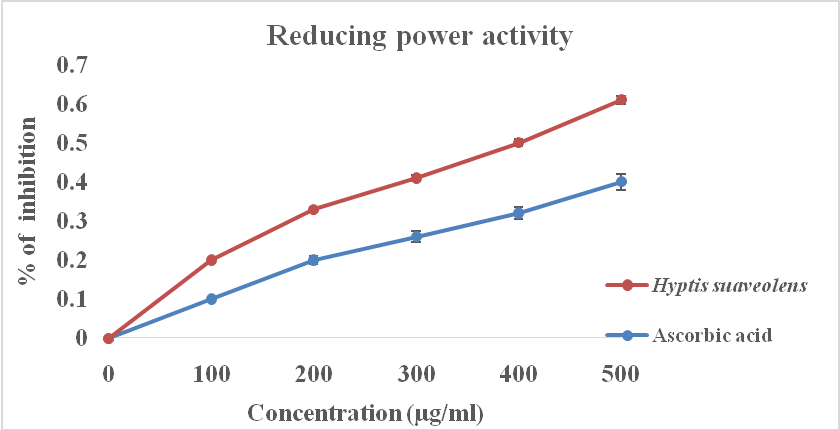 Reducing power activity
0.7
0.6
0.5
0.4
0.3
0.2
0.1
0
% of inhibition
0 100 200 300 400 500
Concentration (µg/ml)
Hyptis suaveolens
Ascorbic acid